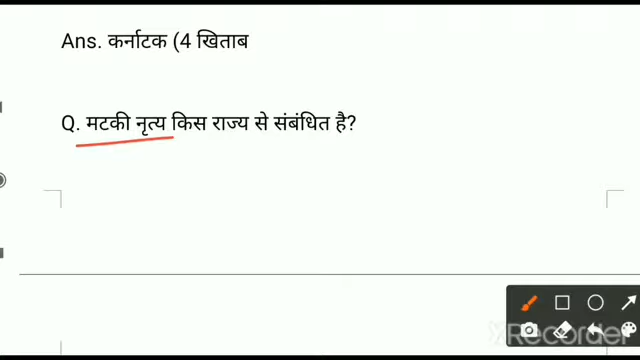 Ans. कर्नाटक (4 खिताब
Q. मटकी नृत्य किस राज्य से संबंधित है?
XRecorder